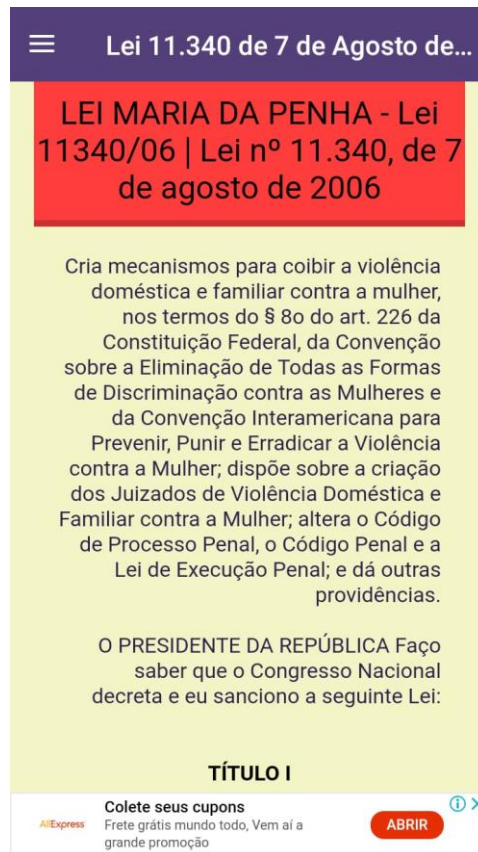 Lei 11.340 de 7 de Agosto de...
LEI MARIA DA PENHA - Lei
11340/06 | Lei nº 11.340, de 7
de agosto de 2006
Cria mecanismos para coibir a violência
doméstica e familiar contra a mulher,
nos termos do § 8o do art. 226 da
Constituição Federal, da Convenção
sobre a Eliminação de Todas as Formas
de Discriminação contra as Mulheres e
da Convenção Interamericana para
Prevenir, Punir e Erradicar a Violência
contra a Mulher; dispõe sobre a criação
dos Juizados de Violência Doméstica e
Familiar contra a Mulher; altera o Código
de Processo Penal, o Código Penal e a
Lei de Execução Penal; e dá outras
providências.
O PRESIDENTE DA REPÚBLICA Faço
saber que o Congresso Nacional
decreta e eu sanciono a seguinte Lei:
TÍTULO I
Colete seus cupons
AliExpress
Frete grátis mundo todo, Vem aí a
grande promoção
ABRIR